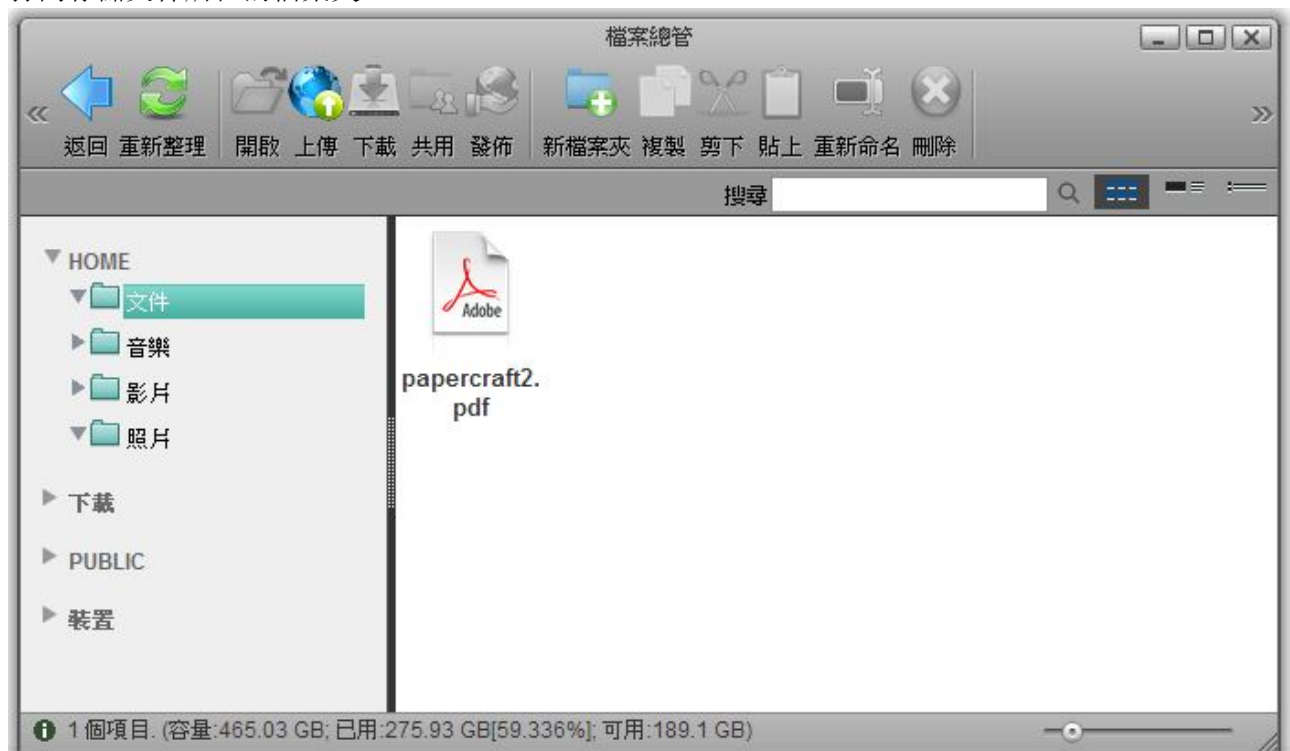 檔案總管
返回 重新整理 開啟 上傳 下載 共用 發佈 新檔案夾 複製 剪下 貼上 重新命名 刪除
搜尋
HOME
文件
音樂
影片
照片
下載
PUBLIC
裝置
Adobe
papercraft2.
pdf
1 個項目. (容量:465.03 GB; 已用:275.93 GB[59.336%]; 可用:189.1 GB)